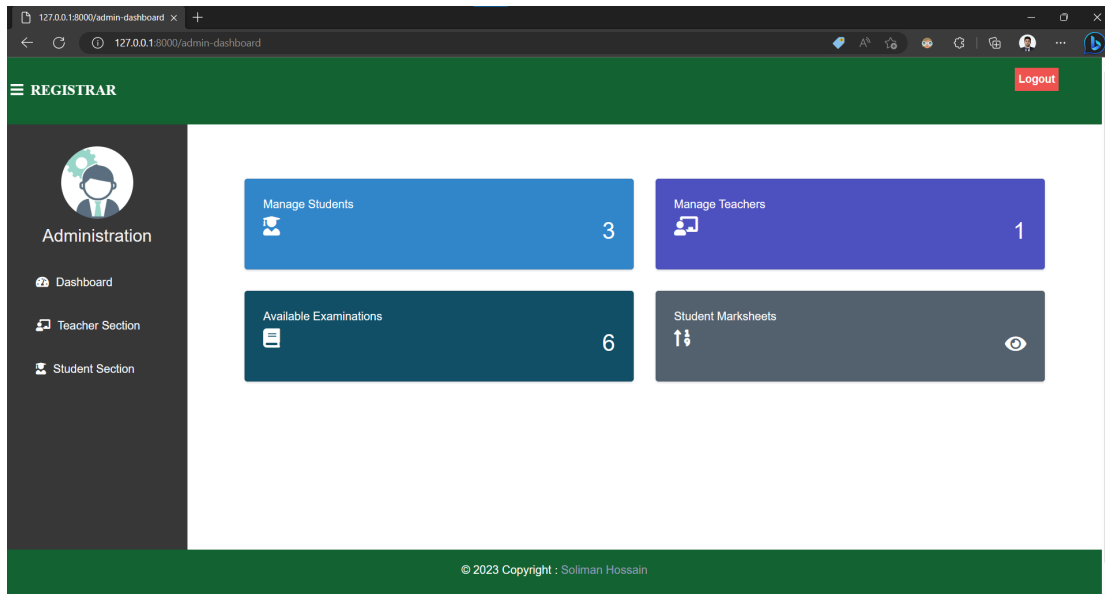 127.0.0.1:8000/admin-dashboard
127.0.0.1:8000/admin-dashboard
REGISTRAR
Logout
Administration
Dashboard
Teacher Section
Student Section
Manage Students
3
Manage Teachers
1
Available Examinations
6
Student Marksheets
© 2023 Copyright : Soliman Hossain